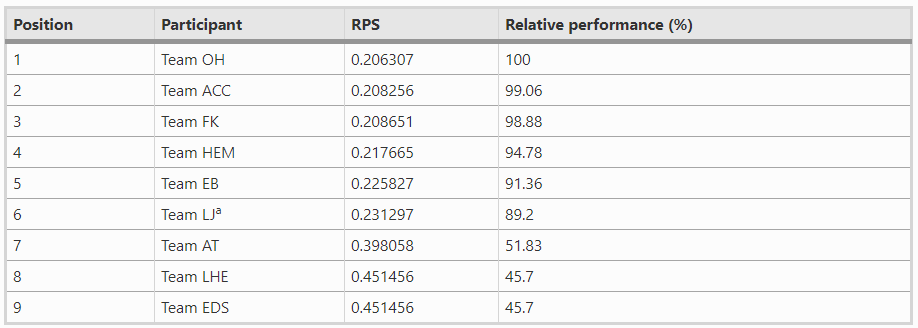 Position Participant RPS Relative performance (%)
1 Team OH 0.206307 100
2 Team ACC 0.208256 99.06
3 Team FK 0.208651 98.88
4 Team HEM 0.217665 94.78
5 Team EB 0.225827 91.36
6 Team LJª 0.231297 89.2
7 Team AT 0.398058 51.83
8 Team LHE 0.451456 45.7
9 Team EDS 0.451456 45.7